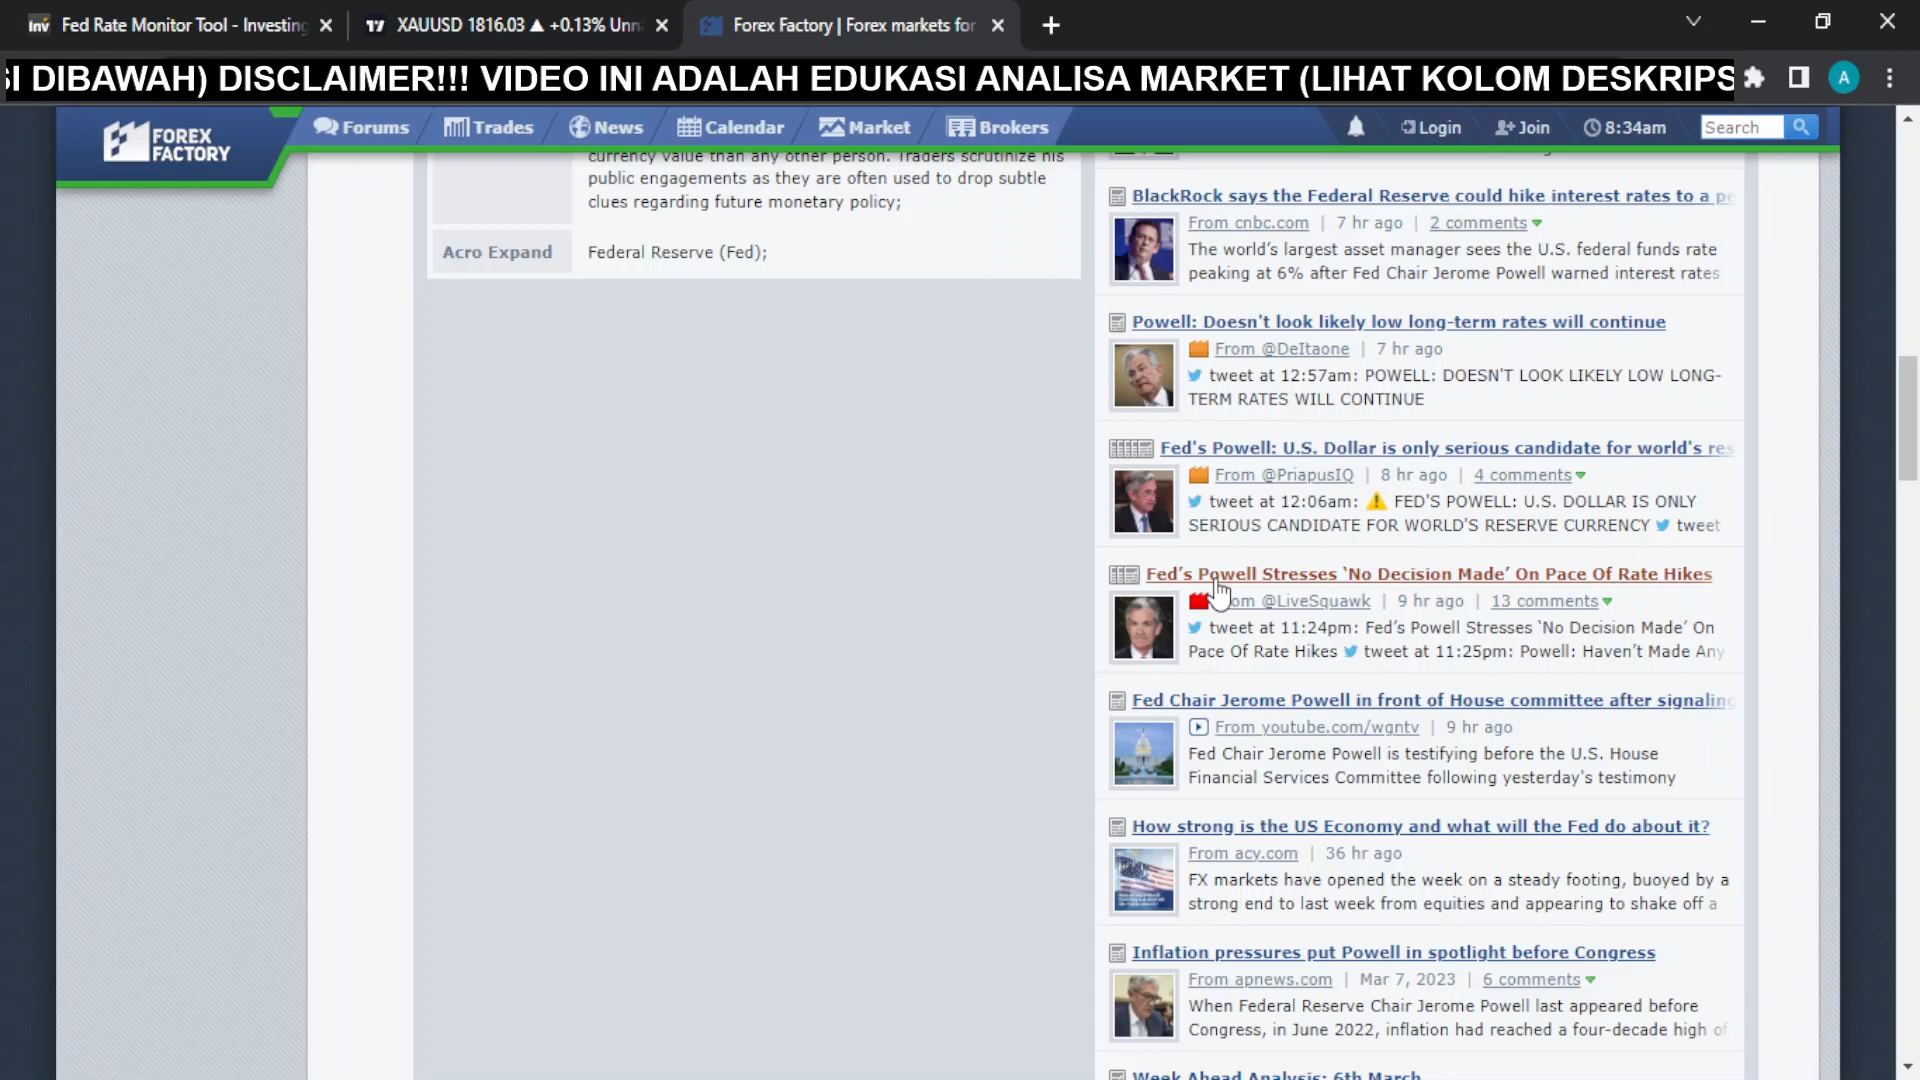 Fed Rate Monitor Tool - Investing
XAUUSD 1816.03 ▲ +0.13% Unn
Forex Factory | Forex markets for
SI DIBAWAH) DISCLAIMER!!! VIDEO INI ADALAH EDUKASI ANALISA MARKET (LIHAT KOLOM DESKRIPS
A
FOREX FACTORY
Forums
Trades
News
Calendar
Market
Brokers
Login
Join
8:34am
Search
currency value than any other person. Traders scrutinize his
public engagements as they are often used to drop subtle
clues regarding future monetary policy;
Acro Expand
Federal Reserve (Fed);
BlackRock says the Federal Reserve could hike interest rates to a pe
From cnbc.com | 7 hr ago | 2 comments
The world's largest asset manager sees the U.S. federal funds rate
peaking at 6% after Fed Chair Jerome Powell warned interest rates
Powell: Doesn't look likely low long-term rates will continue
From @DeItaone | 7 hr ago
tweet at 12:57am: POWELL: DOESN'T LOOK LIKELY LOW LONG-
TERM RATES WILL CONTINUE
Fed's Powell: U.S. Dollar is only serious candidate for world's res
From @PriapusIQ | 8 hr ago | 4 comments
tweet at 12:06am: ⚠ FED'S POWELL: U.S. DOLLAR IS ONLY
SERIOUS CANDIDATE FOR WORLD'S RESERVE CURRENCY tweet
Fed’s Powell Stresses ‘No Decision Made’ On Pace Of Rate Hikes
From @LiveSquawk | 9 hr ago | 13 comments
tweet at 11:24pm: Fed’s Powell Stresses ‘No Decision Made’ On
Pace Of Rate Hikes tweet at 11:25pm: Powell: Haven’t Made Any
Fed Chair Jerome Powell in front of House committee after signaling
From youtube.com/wgntv | 9 hr ago
Fed Chair Jerome Powell is testifying before the U.S. House
Financial Services Committee following yesterday's testimony
How strong is the US Economy and what will the Fed do about it?
From acy.com | 36 hr ago
FX markets have opened the week on a steady footing, buoyed by a
strong end to last week from equities and appearing to shake off a
Inflation pressures put Powell in spotlight before Congress
From apnews.com | Mar 7, 2023 | 6 comments
When Federal Reserve Chair Jerome Powell last appeared before
Congress, in June 2022, inflation had reached a four-decade high of
Week Ahead Analysis: 6th March